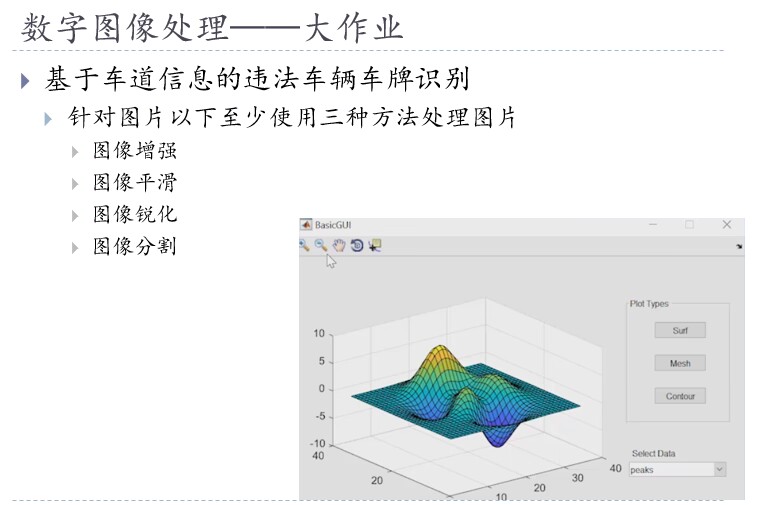 数字图像处理——大作业
基于车道信息的违法车辆车牌识别
针对图片以下至少使用三种方法处理图片
图像增强
图像平滑
图像锐化
图像分割
BasicGUI
Plot Types
Surf
Mesh
Contour
Select Data
peaks
10
5
0
-5
-10
40
20
10
20
30
40